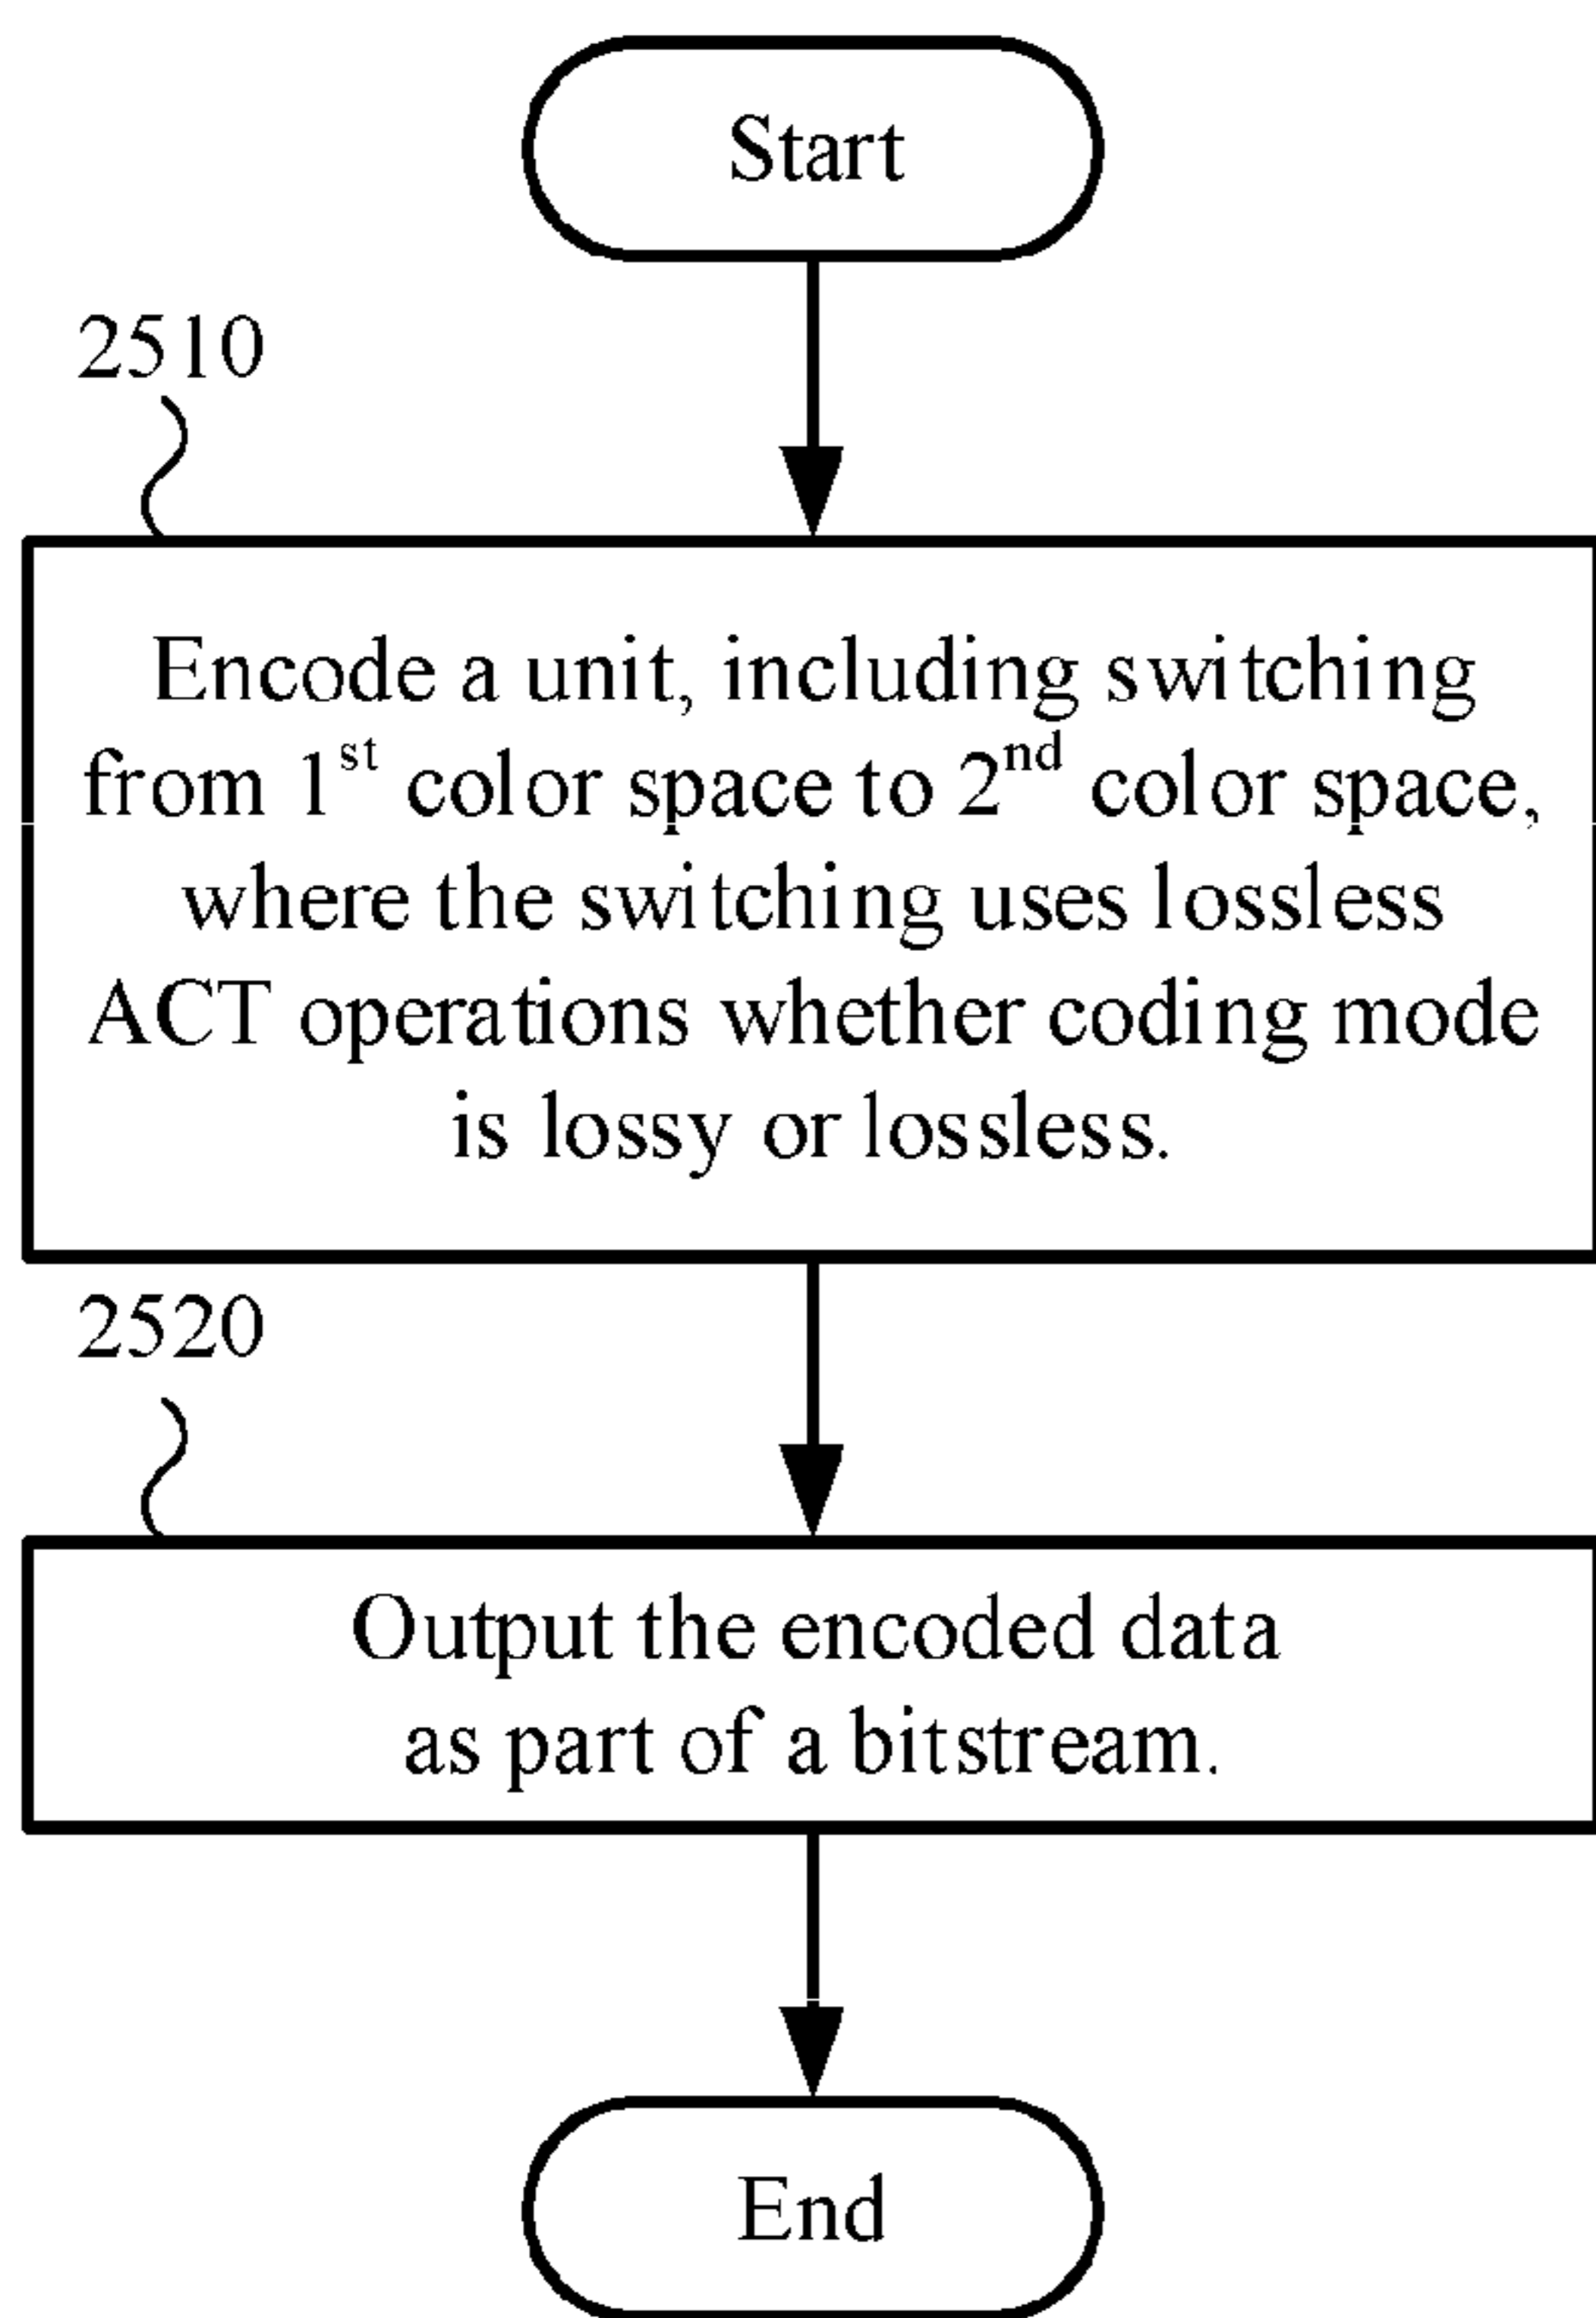 Start
2510
Encode a unit, including switching
from 1st color space to 2nd color space,
where the switching uses lossless
ACT operations whether coding mode
is lossy or lossless.
2520
Output the encoded data
as part of a bitstream.
End